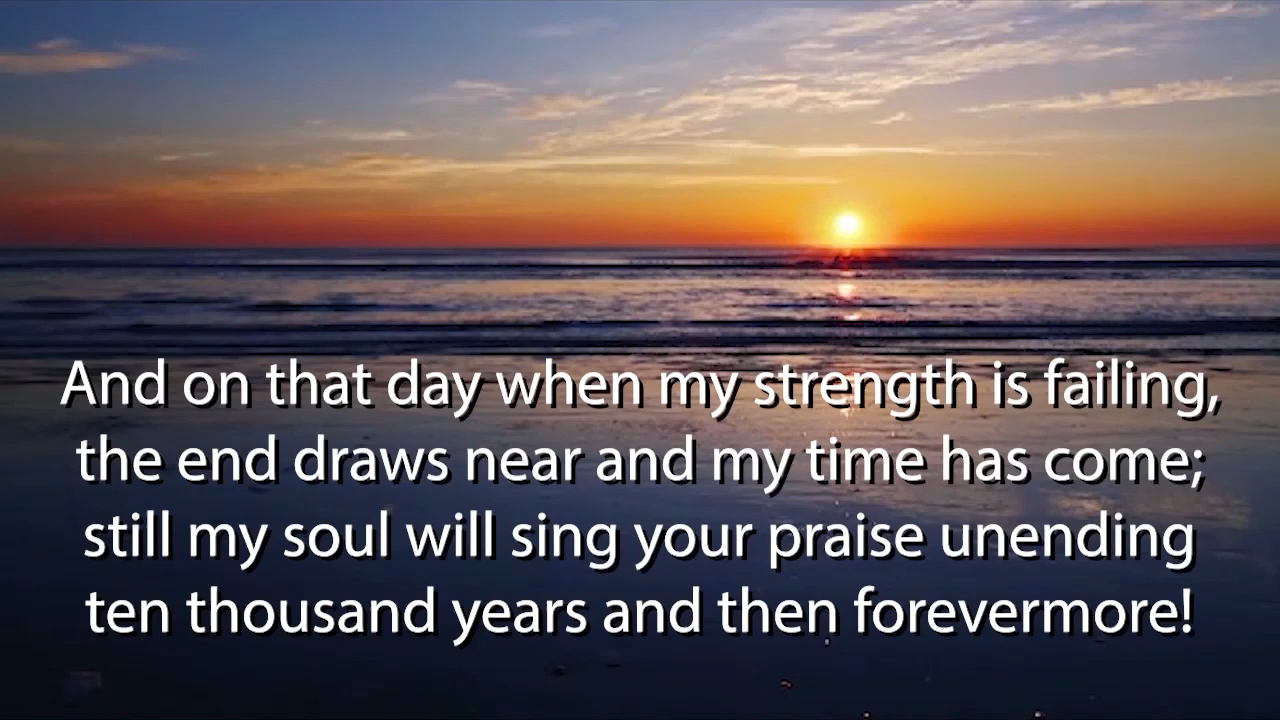 And on that day when my strength is failing,
the end draws near and my time has come;
still my soul will sing your praise unending
ten thousand years and then forevermore!